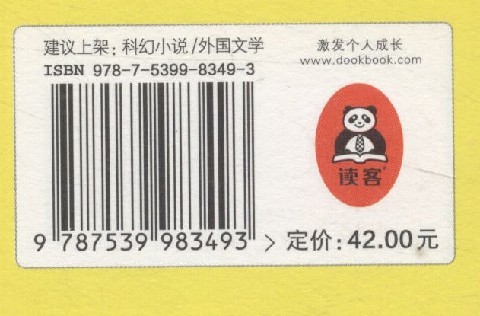 建议上架:科幻小说/外国文学
激发个人成长
ISBN 978-7-5399-8349-3
www.dookbook.com
读客
9 787539 983493 >
定价:42.00元